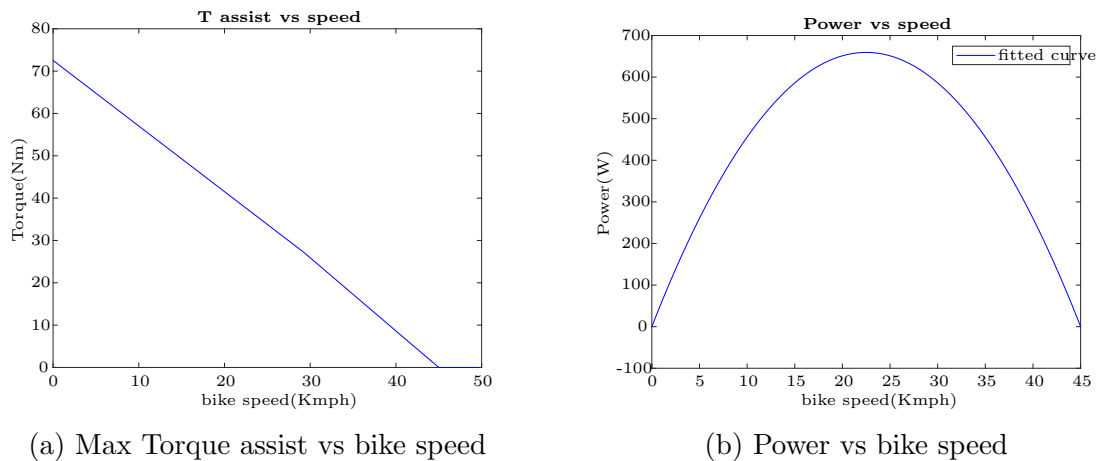 T assist vs speed
80
70
60
50
40
30
20
10
0
Torque(Nm)
0 10 20 30 40 50
bike speed(Kmph)
(a) Max Torque assist vs bike speed
Power vs speed
fitted curve
700
600
500
400
300
200
100
0
-100
Power(W)
0 5 10 15 20 25 30 35 40 45
bike speed(Kmph)
(b) Power vs bike speed